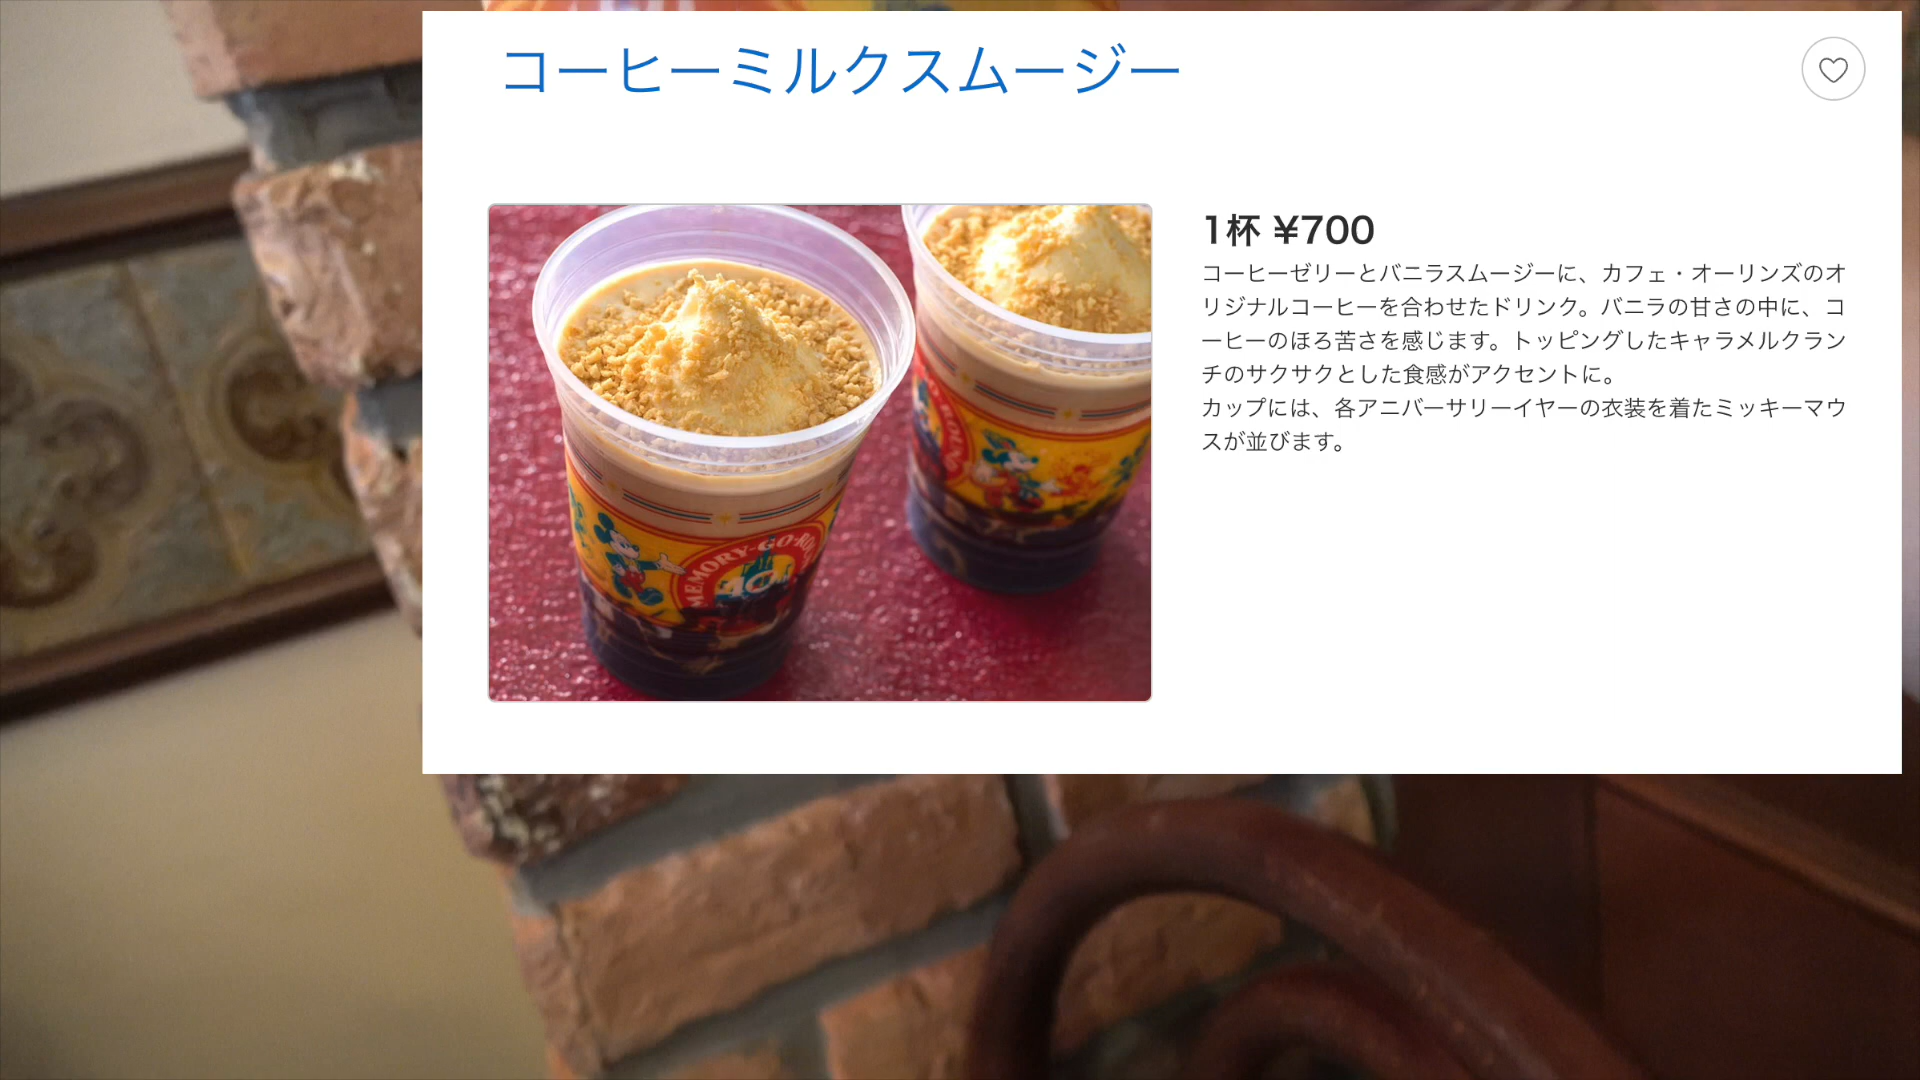 コーヒーミルクスムージー
1杯 ¥700
コーヒーゼリーとバニラスムージーに、カフェ・オーリンズのオ
リジナルコーヒーを合わせたドリンク。バニラの甘さの中に、コ
ーヒーのほろ苦さを感じます。トッピングしたキャラメルクラン
チのサクサクとした食感がアクセントに。
カップには、各アニバーサリーイヤーの衣装を着たミッキーマウ
スが並びます。
MEMORY-GO-ROU
40